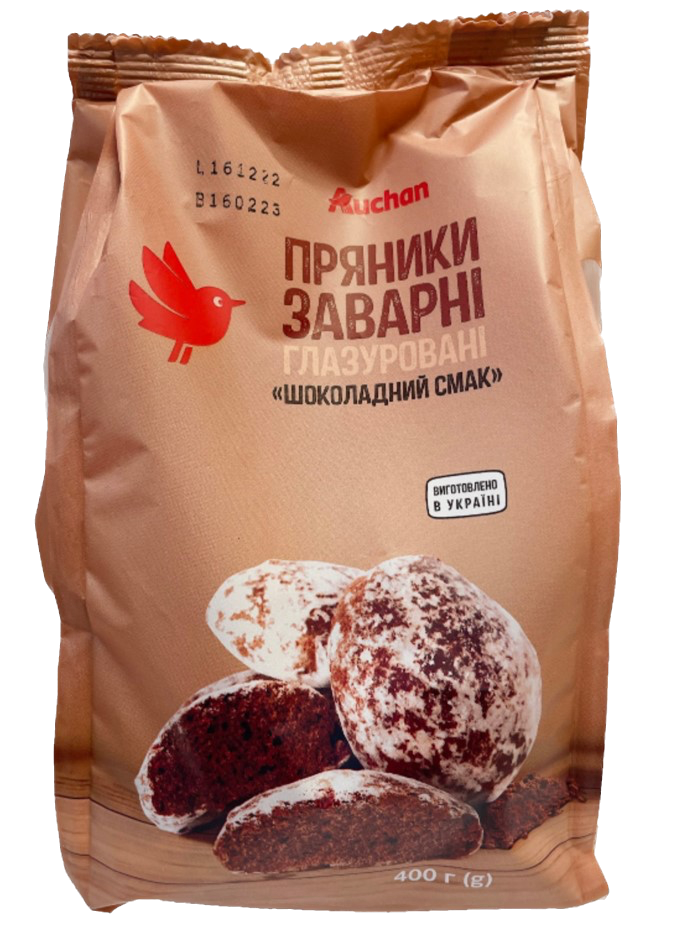 L161222
B160223
Auchan
ПРЯНИКИ
ЗАВАРНІ
ГЛАЗУРОВАНІ
«ШОКОЛАДНИЙ СМАК»
ВИГОТОВЛЕНО
В УКРАЇНІ
400 г (g)